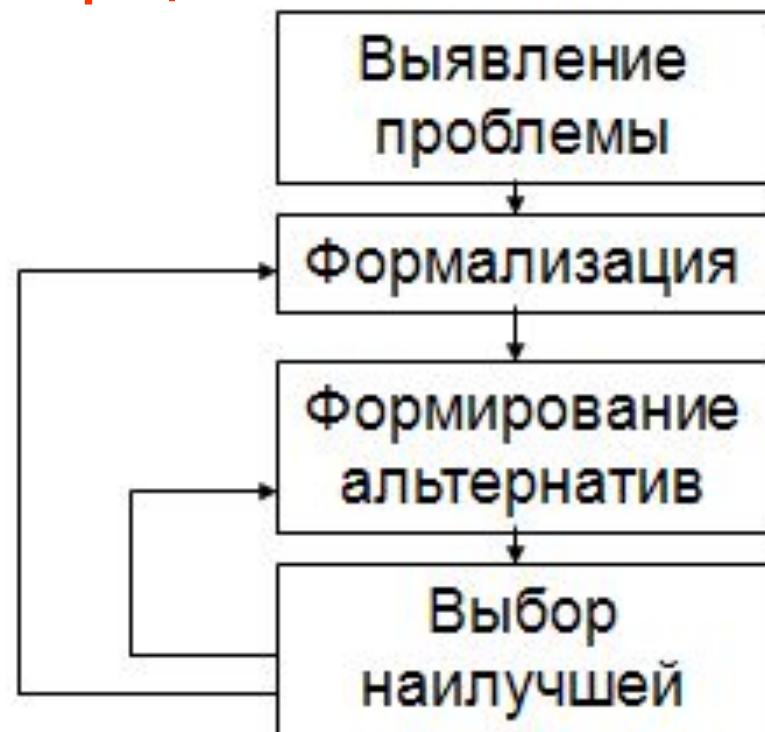 Выявление
проблемы
Формализация
Формирование
альтернатив
Выбор
наилучшей